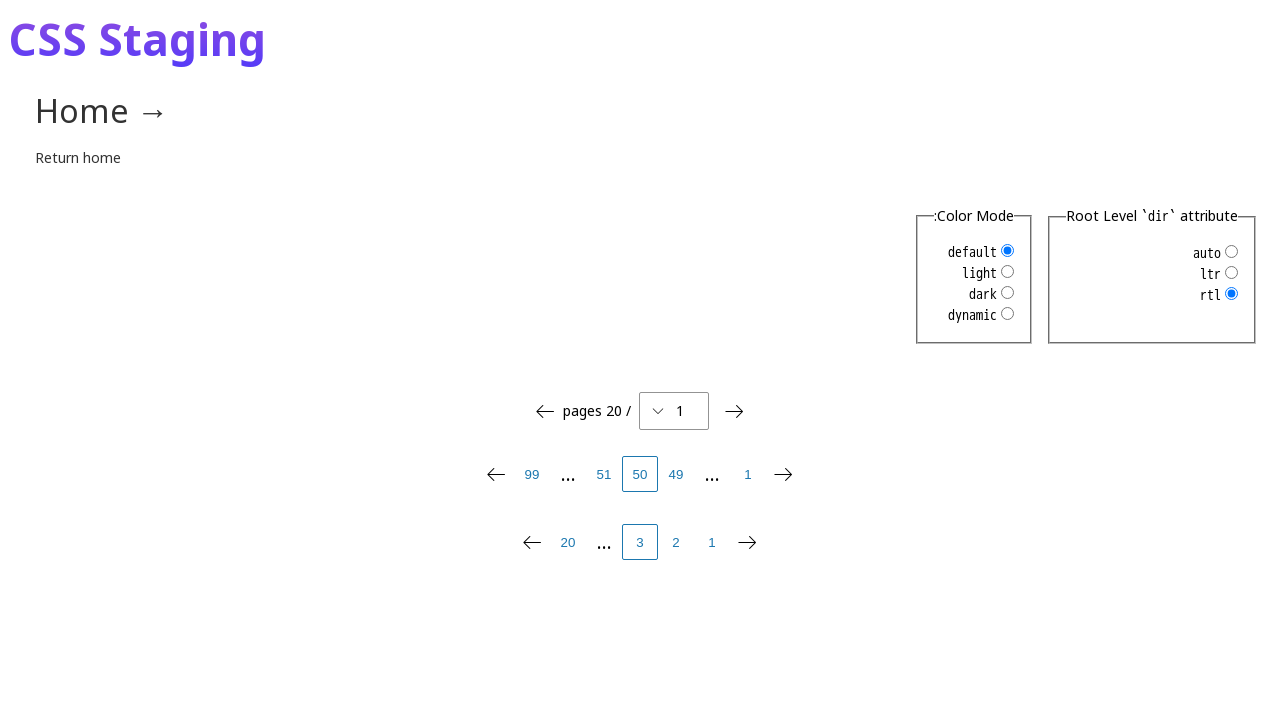 CSS Staging
Home →
Return home
Root Level `dir` attribute
auto
ltr
rtl
:Color Mode
default
light
dark
dynamic
← pages 20 / 1 →
← 99 ... 51 50 49 ... 1 →
← 20 ... 3 2 1 →